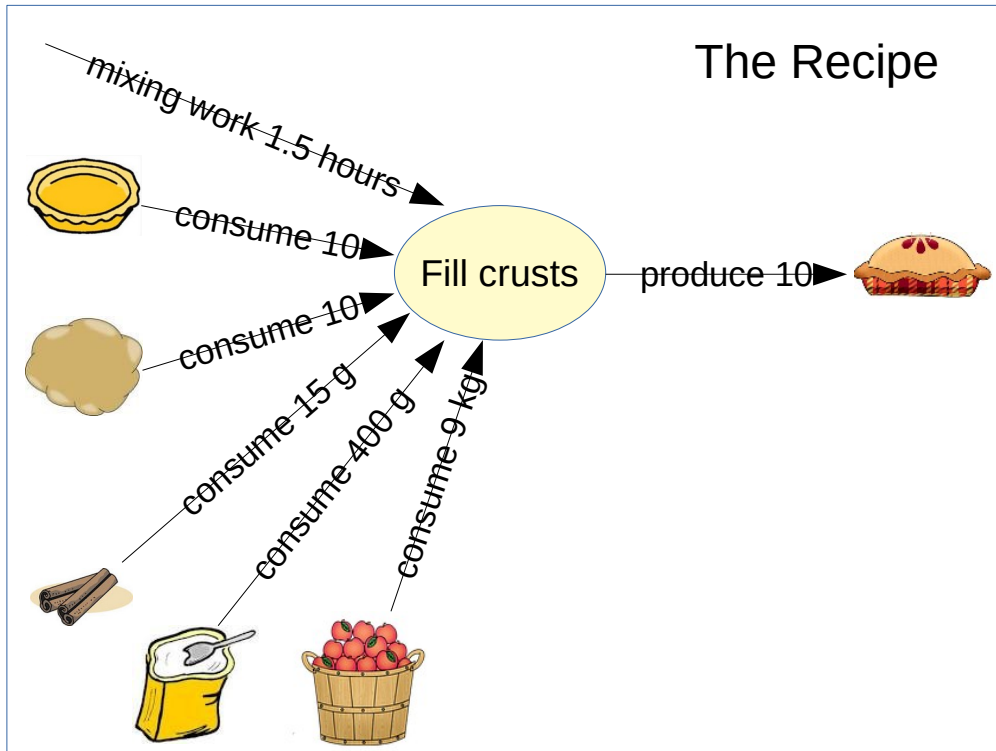 The Recipe
mixing work 1.5 hours
consume 10
Fill crusts
produce 10
consume 10
consume 15 g
consume 400 g
consume 9 kg